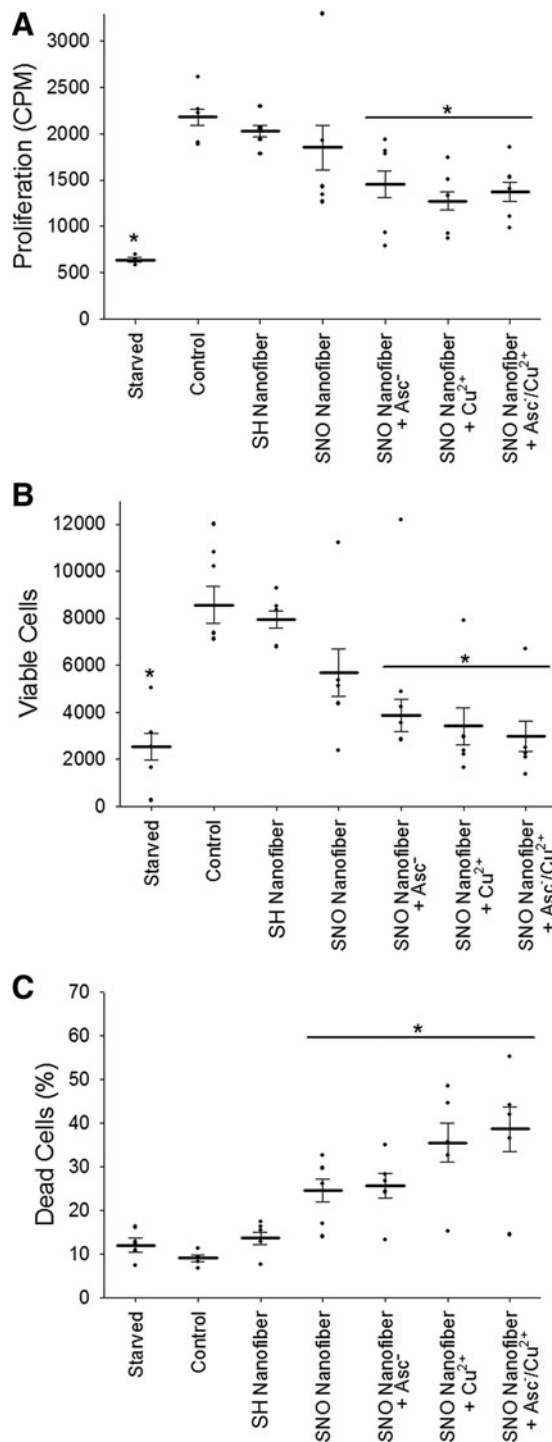 A
Proliferation (CPM)
3500
3000
2500
2000
1500
1000
500
0
*
*
Starved
Control
SH Nanofiber
SNO Nanofiber
SNO Nanofiber
+ Asc⁻
SNO Nanofiber
+ Cu²⁺
SNO Nanofiber
+ Asc⁻/Cu²⁺
B
Viable Cells
12000
10000
8000
6000
4000
2000
0
*
*
Starved
Control
SH Nanofiber
SNO Nanofiber
SNO Nanofiber
+ Asc⁻
SNO Nanofiber
+ Cu²⁺
SNO Nanofiber
+ Asc⁻/Cu²⁺
C
Dead Cells (%)
70
60
50
40
30
20
10
0
*
Starved
Control
SH Nanofiber
SNO Nanofiber
SNO Nanofiber
+ Asc⁻
SNO Nanofiber
+ Cu²⁺
SNO Nanofiber
+ Asc⁻/Cu²⁺